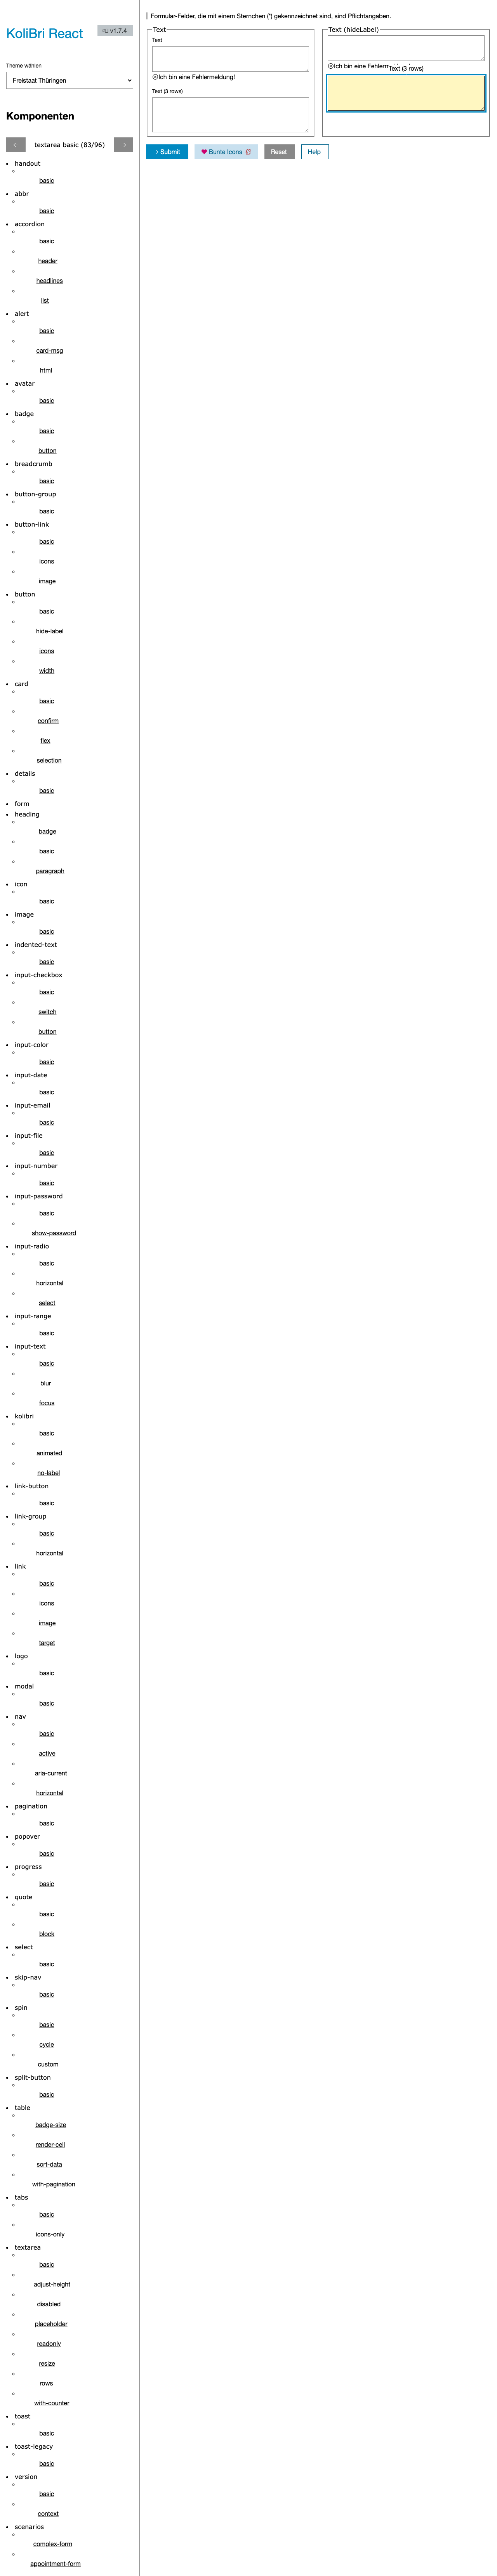 KoliBri React
v1.7.4
Theme wählen
Freistaat Thüringen
Komponenten
← textarea basic (83/96) →
handout
basic
abbr
basic
accordion
basic
header
headlines
list
alert
basic
card-msg
html
avatar
basic
badge
basic
button
breadcrumb
basic
button-group
basic
button-link
basic
icons
image
button
basic
hide-label
icons
width
card
basic
confirm
flex
selection
details
basic
form
heading
badge
basic
paragraph
icon
basic
image
basic
indented-text
basic
input-checkbox
basic
switch
button
input-color
basic
input-date
basic
input-email
basic
input-file
basic
input-number
basic
input-password
basic
show-password
input-radio
basic
horizontal
select
input-range
basic
input-text
basic
blur
focus
kolibri
basic
animated
no-label
link-button
basic
link-group
basic
horizontal
link
basic
icons
image
target
logo
basic
modal
basic
nav
basic
active
aria-current
horizontal
pagination
basic
popover
basic
progress
basic
quote
basic
block
select
basic
skip-nav
basic
spin
basic
cycle
custom
split-button
basic
table
badge-size
render-cell
sort-data
with-pagination
tabs
basic
icons-only
textarea
basic
adjust-height
disabled
placeholder
readonly
resize
rows
with-counter
toast
basic
toast-legacy
basic
version
basic
context
scenarios
complex-form
appointment-form
Formular-Felder, die mit einem Sternchen (*) gekennzeichnet sind, sind Pflichtangaben.
Text
Text
Ich bin eine Fehlermeldung!
Text (3 rows)
Text (hideLabel)
Ich bin eine Fehler
Text (3 rows)
→ Submit
Bunte Icons
Reset
Help